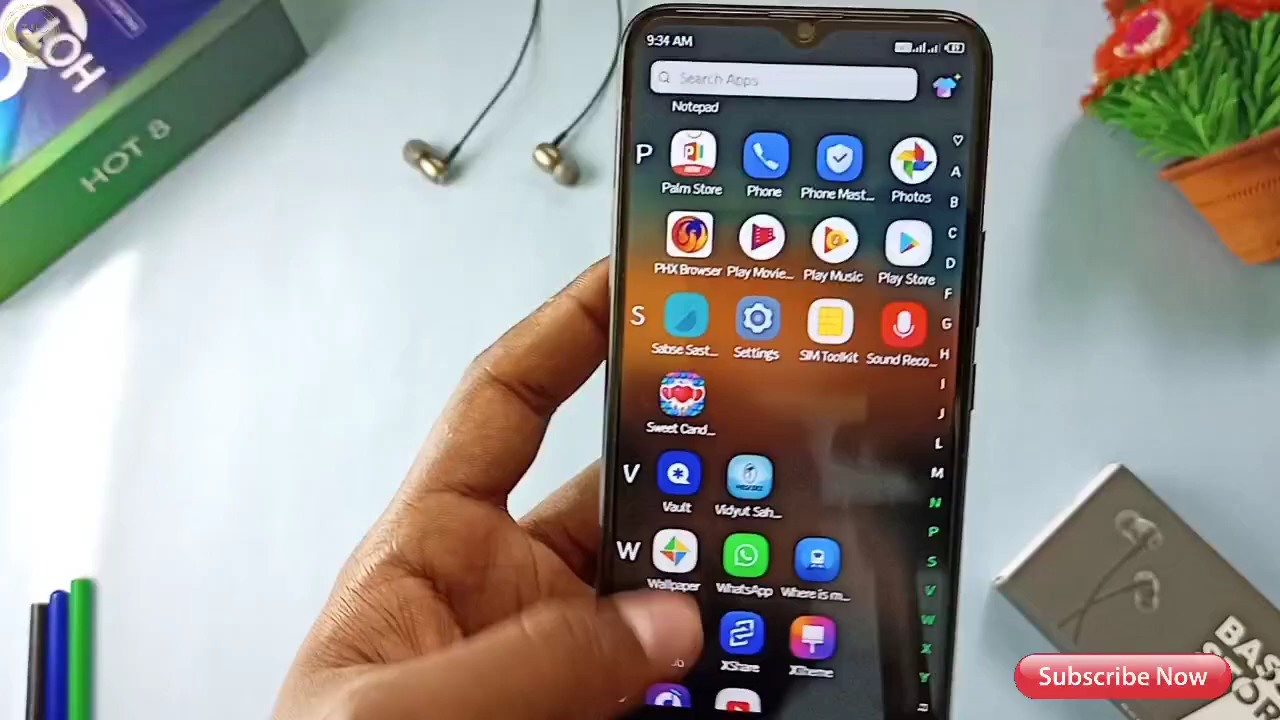 HOT
HOT 8
9:34 AM
Search Apps
Notepad
P
Palm Store
Phone
Phone Mast...
Photos
PHX Browser
Play Movie...
Play Music
Play Store
S
Sabse Sast...
Settings
SIM Toolkit
Sound Reco...
Sweet Cand...
V
Vault
Vidyut Sah...
W
Wallpaper
WhatsApp
Where is m...
XShare
XTheme
A
B
C
D
F
G
H
I
J
L
M
N
P
S
V
W
X
Y
Subscribe Now